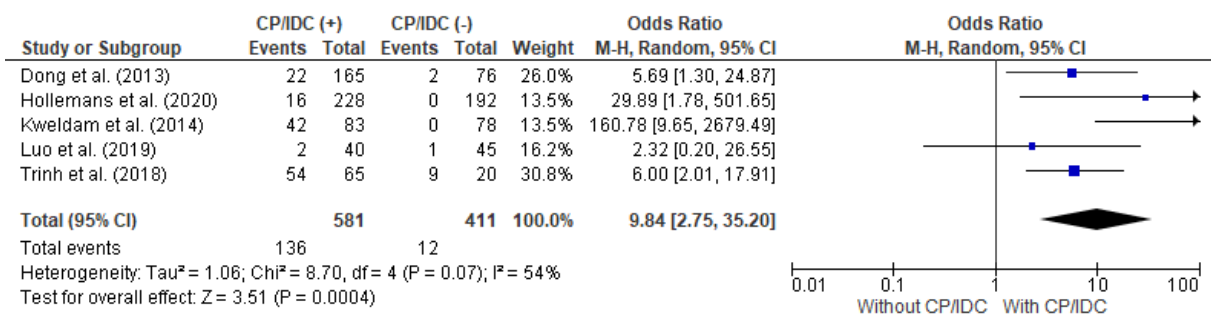 CP/IDC (+) CP/IDC (-) Odds Ratio Odds Ratio
Study or Subgroup Events Total Events Total Weight M-H, Random, 95% CI M-H, Random, 95% CI
Dong et al. (2013) 22 165 2 76 26.0% 5.69 [1.30, 24.87]
Hollemans et al. (2020) 16 228 0 192 13.5% 29.89 [1.78, 501.65]
Kweldam et al. (2014) 42 83 0 78 13.5% 160.78 [9.65, 2679.49]
Luo et al. (2019) 2 40 1 45 16.2% 2.32 [0.20, 26.55]
Trinh et al. (2018) 54 65 9 20 30.8% 6.00 [2.01, 17.91]
Total (95% CI) 581 411 100.0% 9.84 [2.75, 35.20]
Total events 136 12
Heterogeneity: Tau² = 1.06; Chi² = 8.70, df = 4 (P = 0.07); I² = 54%
Test for overall effect: Z = 3.51 (P = 0.0004)
0.01 0.1 1 10 100
Without CP/IDC With CP/IDC